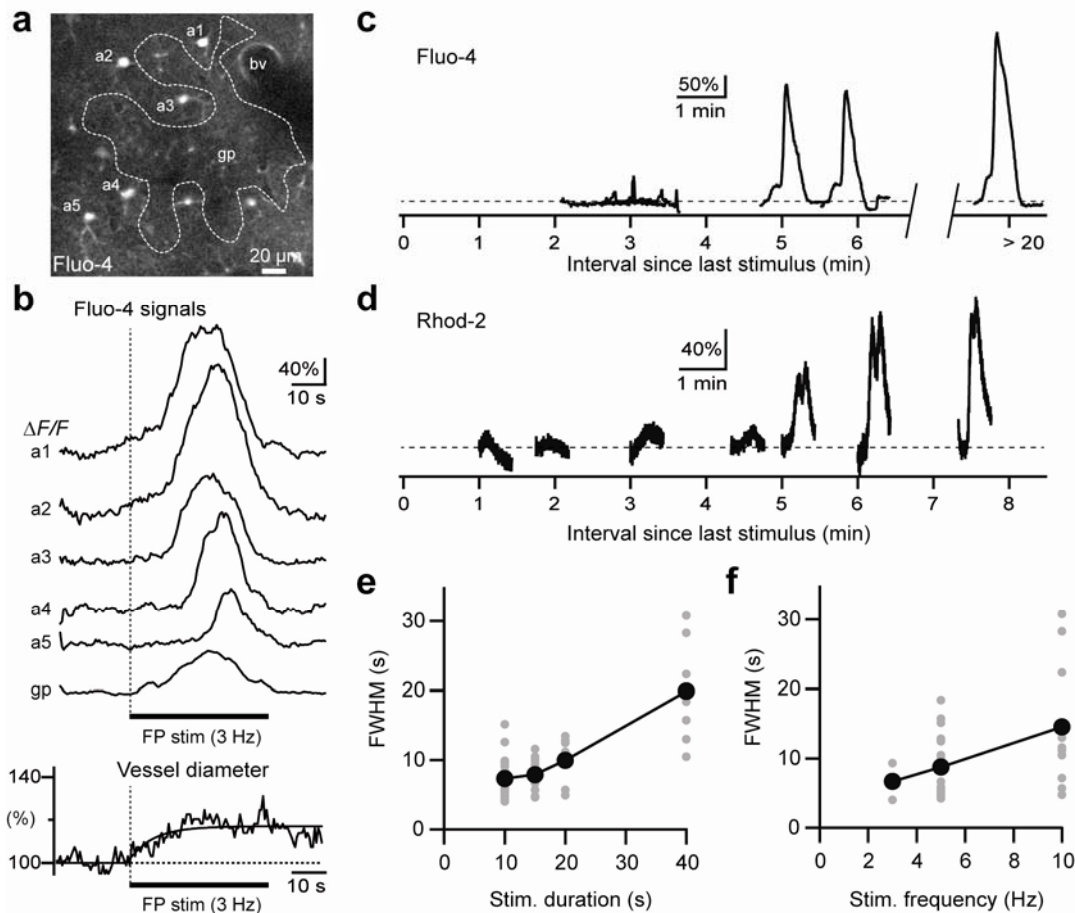 a
a1
a2
bv
a3
gp
a4
a5
20 µm
Fluo-4
b
Fluo-4 signals
40%
10 s
ΔF/F
a1
a2
a3
a4
a5
gp
FP stim (3 Hz)
Vessel diameter
140
(%)
100
10 s
FP stim (3 Hz)
c
Fluo-4
50%
1 min
0 1 2 3 4 5 6 > 20
Interval since last stimulus (min)
d
Rhod-2
40%
1 min
0 1 2 3 4 5 6 7 8
Interval since last stimulus (min)
e
30
20
10
0
FWHM (s)
0 10 20 30 40
Stim. duration (s)
f
30
20
10
0
FWHM (s)
0 2 4 6 8 10
Stim. frequency (Hz)